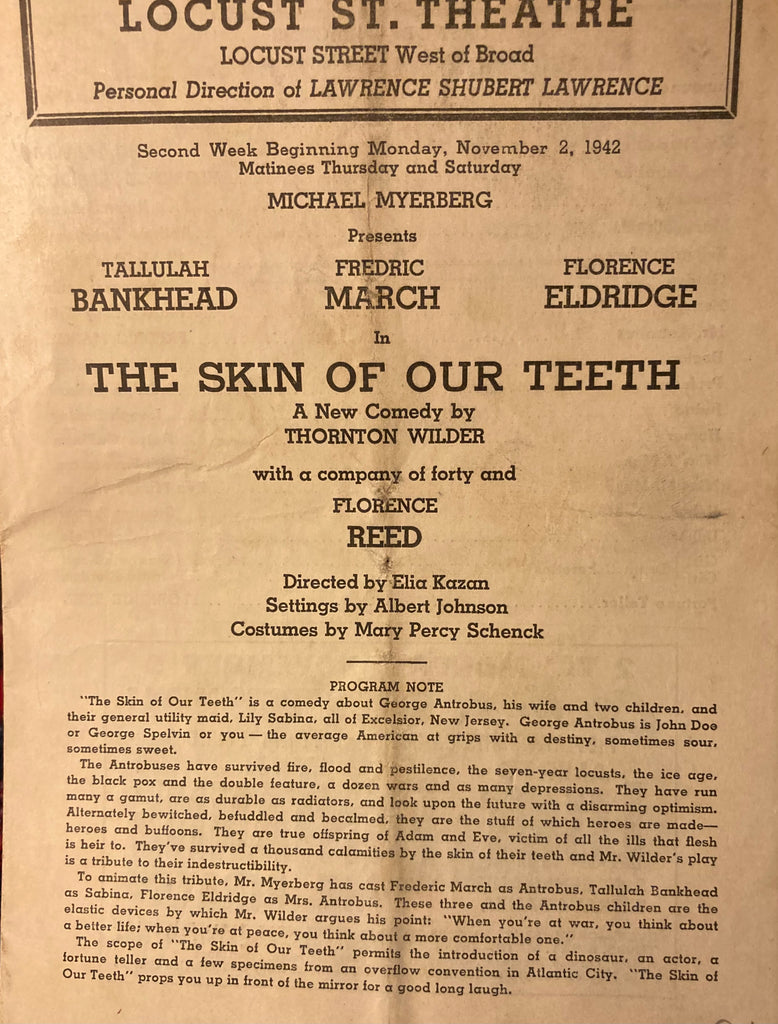 LOCUST ST. THEATRE
LOCUST STREET West of Broad
Personal Direction of LAWRENCE SHUBERT LAWRENCE
Second Week Beginning Monday, November 2, 1942
Matinees Thursday and Saturday
MICHAEL MYERBERG
Presents
TALLULAH FREDRIC FLORENCE
BANKHEAD MARCH ELDRIDGE
In
THE SKIN OF OUR TEETH
A New Comedy by
THORNTON WILDER
with a company of forty and
FLORENCE
REED
Directed by Elia Kazan
Settings by Albert Johnson
Costumes by Mary Percy Schenck
PROGRAM NOTE
"The Skin of Our Teeth" is a comedy about George Antrobus, his wife and two children, and
their general utility maid, Lily Sabina, all of Excelsior, New Jersey. George Antrobus is John Doe
or George Spelvin or you — the average American at grips with a destiny, sometimes sour,
sometimes sweet.
The Antrobuses have survived fire, flood and pestilence, the seven-year locusts, the ice age,
the black pox and the double feature, a dozen wars and as many depressions. They have run
many a gamut, are as durable as radiators, and look upon the future with a disarming optimism.
Alternately bewitched, befuddled and becalmed, they are the stuff of which heroes are made—
heroes and buffoons. They are true offspring of Adam and Eve, victim of all the ills that flesh
is heir to. They've survived a thousand calamities by the skin of their teeth and Mr. Wilder's play
is a tribute to their indestructibility.
To animate this tribute, Mr. Myerberg has cast Frederic March as Antrobus, Tallulah Bankhead
as Sabina, Florence Eldridge as Mrs. Antrobus. These three and the Antrobus children are the
elastic devices by which Mr. Wilder argues his point: "When you're at war, you think about
a better life; when you're at peace, you think about a more comfortable one."
The scope of "The Skin of Our Teeth" permits the introduction of a dinosaur, an actor, a
fortune teller and a few specimens from an overflow convention in Atlantic City. "The Skin of
Our Teeth" props you up in front of the mirror for a good long laugh.